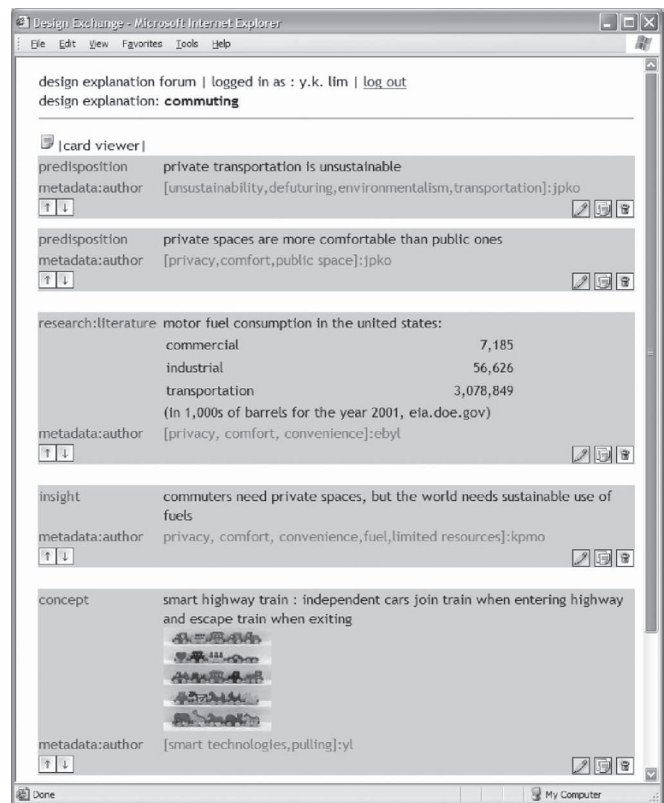 Design Exchange - Microsoft Internet Explorer
File Edit View Favorites Tools Help
design explanation forum | logged in as : y.k. lim | log out
design explanation: commuting
|card viewer|
predisposition private transportation is unsustainable
metadata:author [unsustainability,defuturing,environmentalism,transportation]:jpko
predisposition private spaces are more comfortable than public ones
metadata:author [privacy,comfort,public space]:jpko
research:literature motor fuel consumption in the united states:
commercial 7,185
industrial 56,626
transportation 3,078,849
(in 1,000s of barrels for the year 2001, eia.doe.gov)
metadata:author [privacy, comfort, convenience]:ebyl
insight commuters need private spaces, but the world needs sustainable use of
fuels
metadata:author privacy, comfort, convenience,fuel,limited resources]:kpmo
concept smart highway train : independent cars join train when entering highway
and escape train when exiting
metadata:author [smart technologies,pulling]:yl
Done My Computer